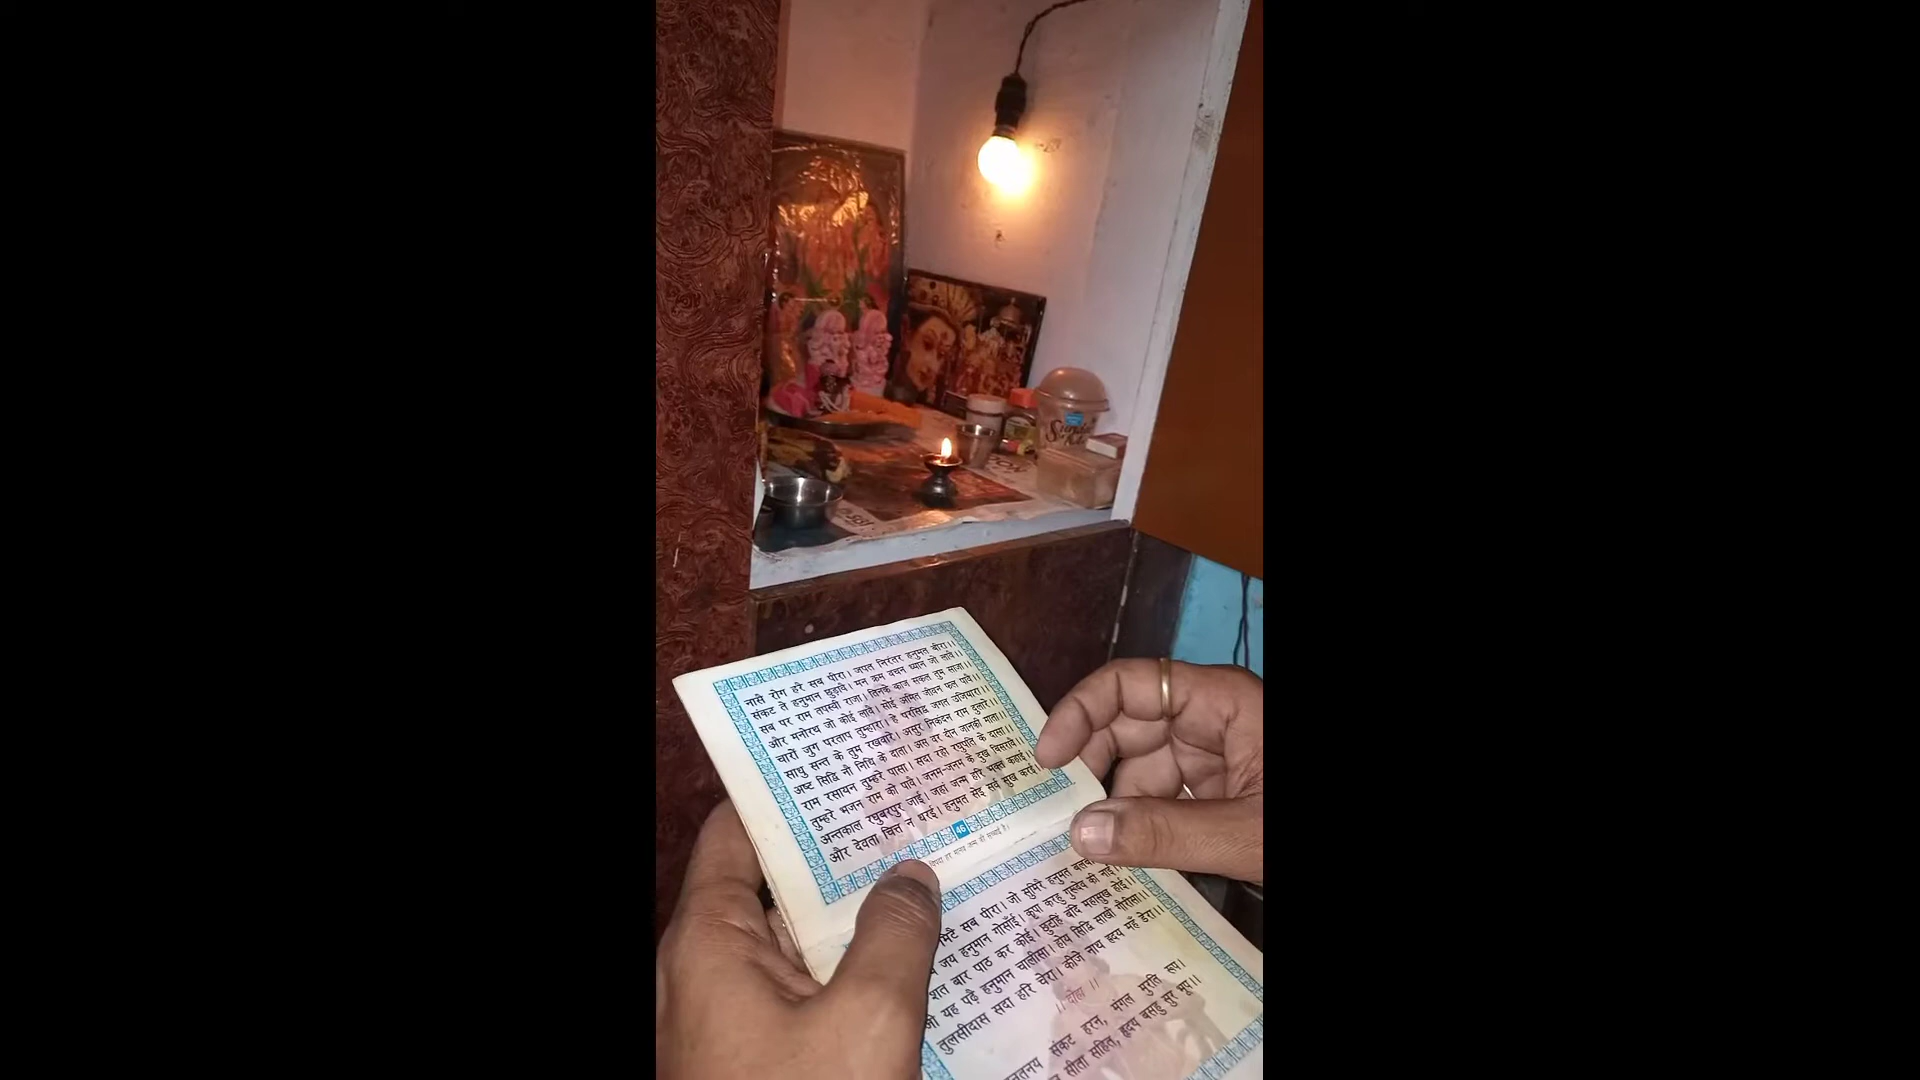 नासै रोग हरै सब पीरा। जपत निरंतर हनुमत बीरा।।
संकट ते हनुमान छुड़ावै। मन क्रम वचन ध्यान जो लावै।।
सब पर राम तपस्वी राजा। तिनके काज सकल तुम साजा।।
और मनोरथ जो कोई लावै। सोई अमित जीवन फल पावै।।
चारों जुग परताप तुम्हारा। है परसिद्ध जगत उजियारा।।
साधु सन्त के तुम रखवारे। असुर निकंदन राम दुलारे।।
अष्ट सिद्धि नौ निधि के दाता। अस वर दीन जानकी माता।।
राम रसायन तुम्हरे पासा। सदा रहो रघुपति के दासा।।
तुम्हरे भजन राम को पावै। जनम-जनम के दुख बिसरावै।।
अन्तकाल रघुबरपुर जाई। जहां जन्म हरि भक्त कहाई।।
और देवता चित्त न धरई। हनुमत सेइ सर्व सुख करई।।
46
मिटै सब पीरा। जो सुमिरै हनुमत
जय हनुमान गोसाँई। कृपा करहु गुरुदेव की नाईं।।
शत बार पाठ कर कोई। छुटहिं बंदि महासुख होई।।
जो यह पढ़ै हनुमान चालीसा। होय सिद्धि साखी गौरीसा।।
तुलसीदास सदा हरि चेरा। कीजै नाथ हृदय महँ डेरा।।
।। दोहा ।।
संकट हरन, मंगल मुरति रूप।
सीता सहित, हृदय बसहु सुर भूप।।